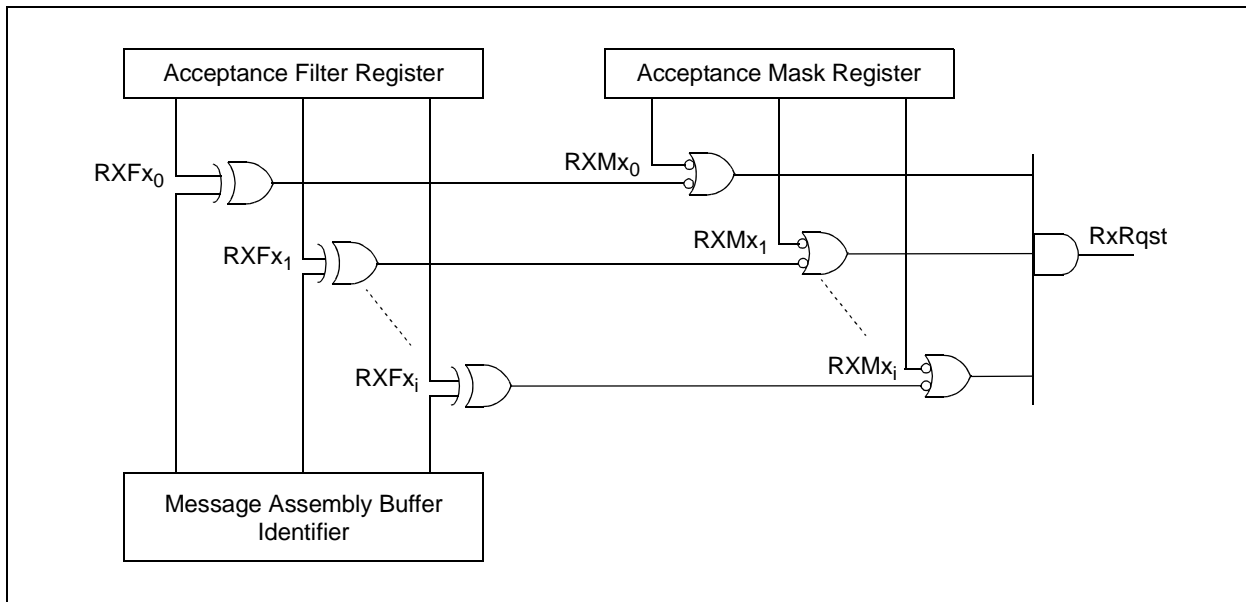 Acceptance Filter Register
Acceptance Mask Register
RXFx0
RXMx0
RXFx1
RXMx1
RxRqst
RXFxi
RXMxi
Message Assembly Buffer
Identifier